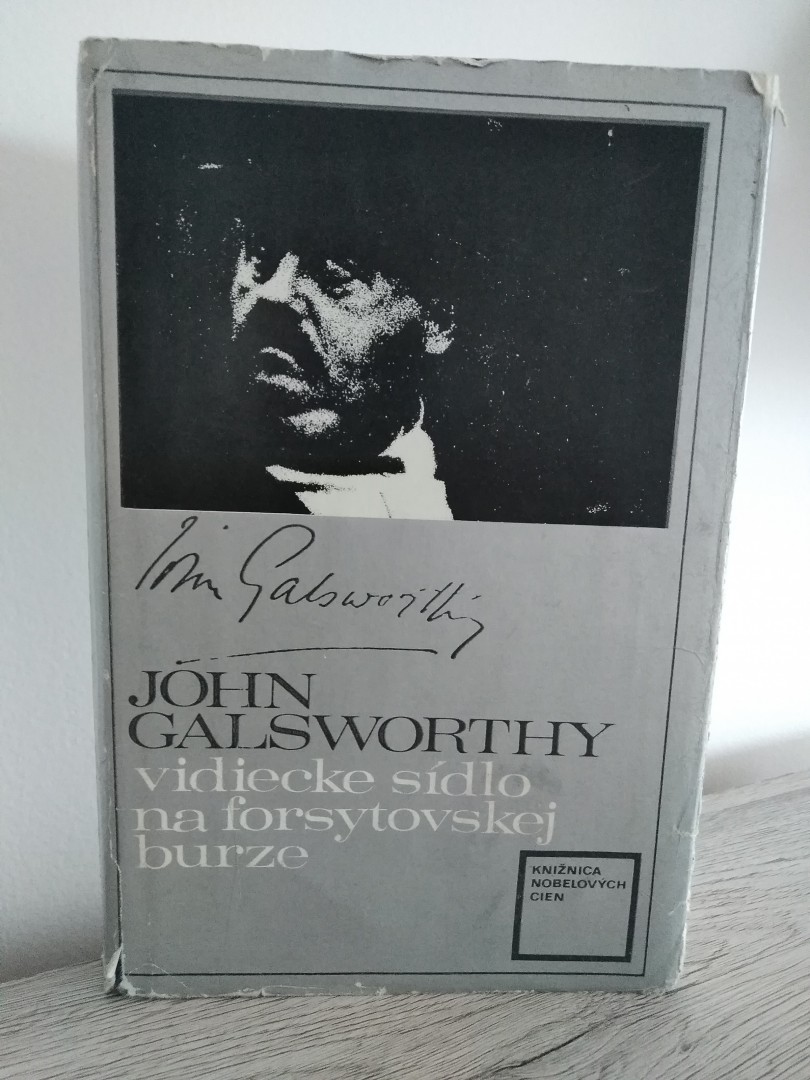 John Galsworthy
JOHN
GALSWORTHY
vidiecke sídlo
na forsytovskej
burze
KNIŽNICA
NOBELOVÝCH
CIEN